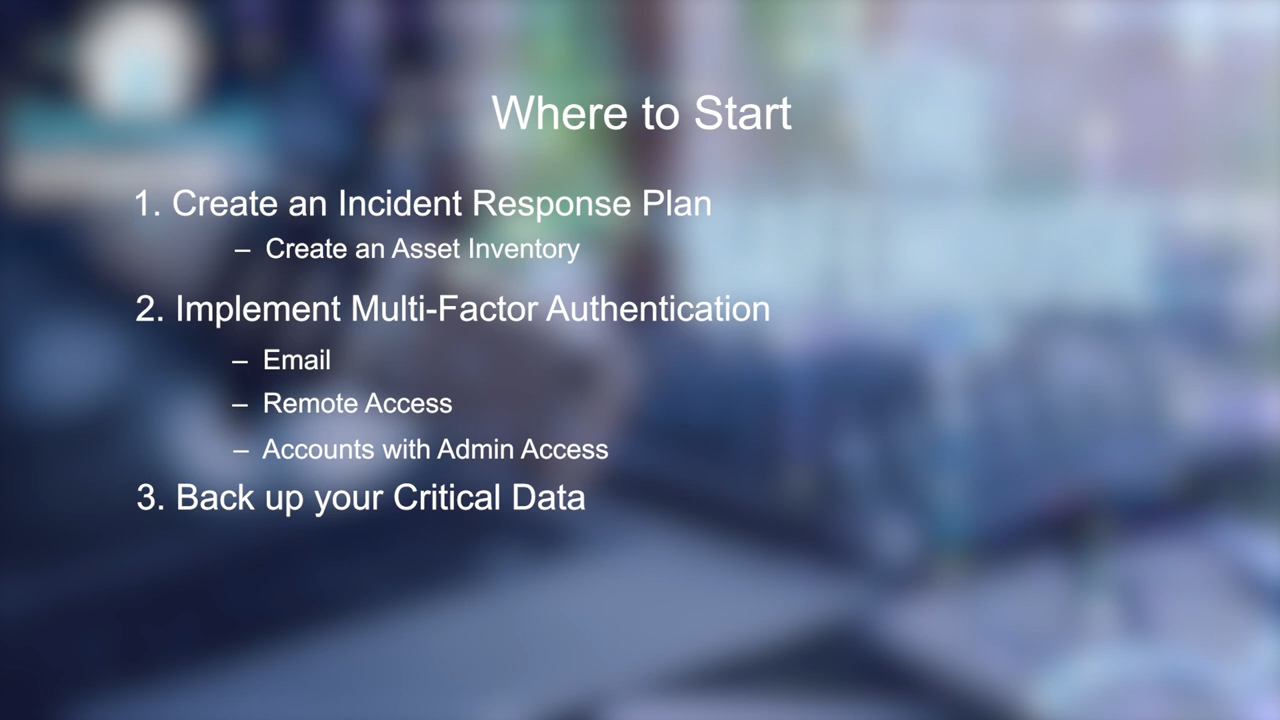 Where to Start
1. Create an Incident Response Plan
– Create an Asset Inventory
2. Implement Multi-Factor Authentication
– Email
– Remote Access
– Accounts with Admin Access
3. Back up your Critical Data